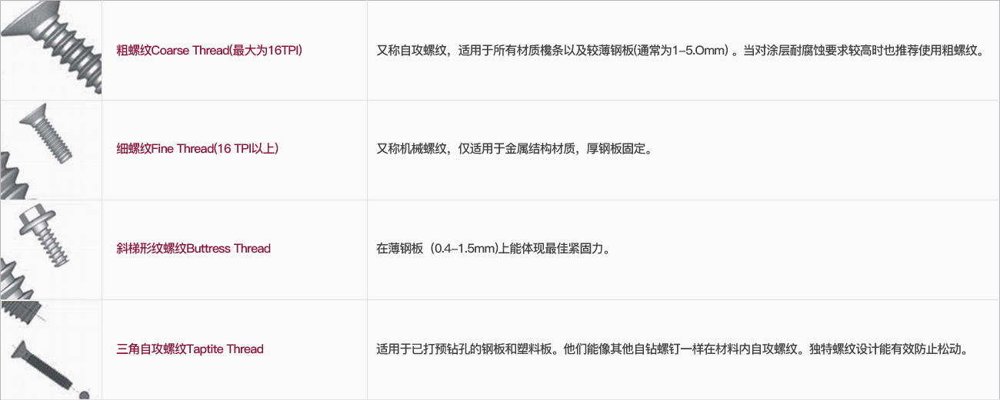 粗螺纹Coarse Thread(最大为16TPI)
又称自攻螺纹，适用于所有材质欃条以及较薄钢板(通常为1–5.Omm) 。当对涂层耐腐蚀要求较高时也推荐使用粗螺纹。
细螺纹Fine Thread(16 TPI以上)
又称机械螺纹，仅适用于金属结构材质，厚钢板固定。
斜梯形纹螺纹Buttress Thread
在薄钢板（0.4–1.5mm)上能体现最佳紧固力。
三角自攻螺纹Taptite Thread
适用于已打预钻孔的钢板和塑料板。他们能像其他自钻螺钉一样在材料内自攻螺纹。独特螺纹设计能有效防止松动。